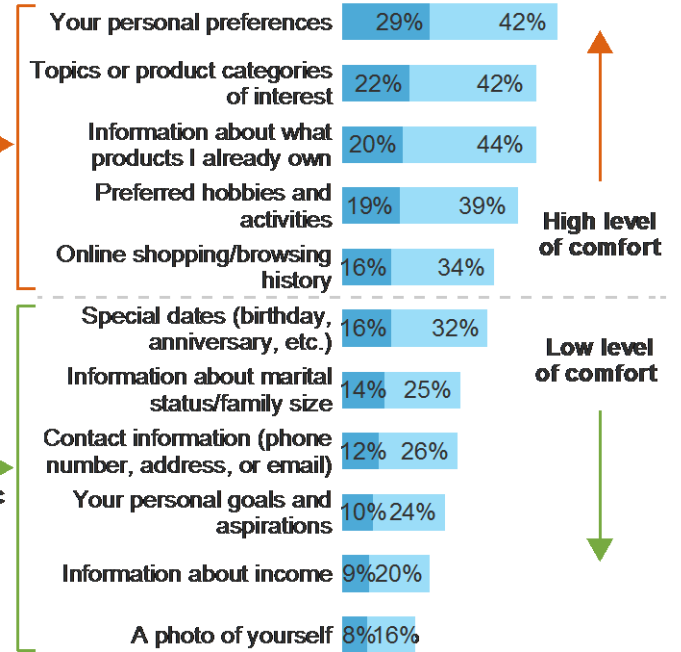 Your personal preferences 29% 42%
Topics or product categories
of interest 22% 42%
Information about what
products I already own 20% 44%
Preferred hobbies and
activities 19% 39%
High level
of comfort
Online shopping/browsing
history 16% 34%
Special dates (birthday,
anniversary, etc.) 16% 32%
Low level
of comfort
Information about marital
status/family size 14% 25%
Contact information (phone
number, address, or email) 12% 26%
Your personal goals and
aspirations 10% 24%
Information about income 9% 20%
A photo of yourself 8% 16%